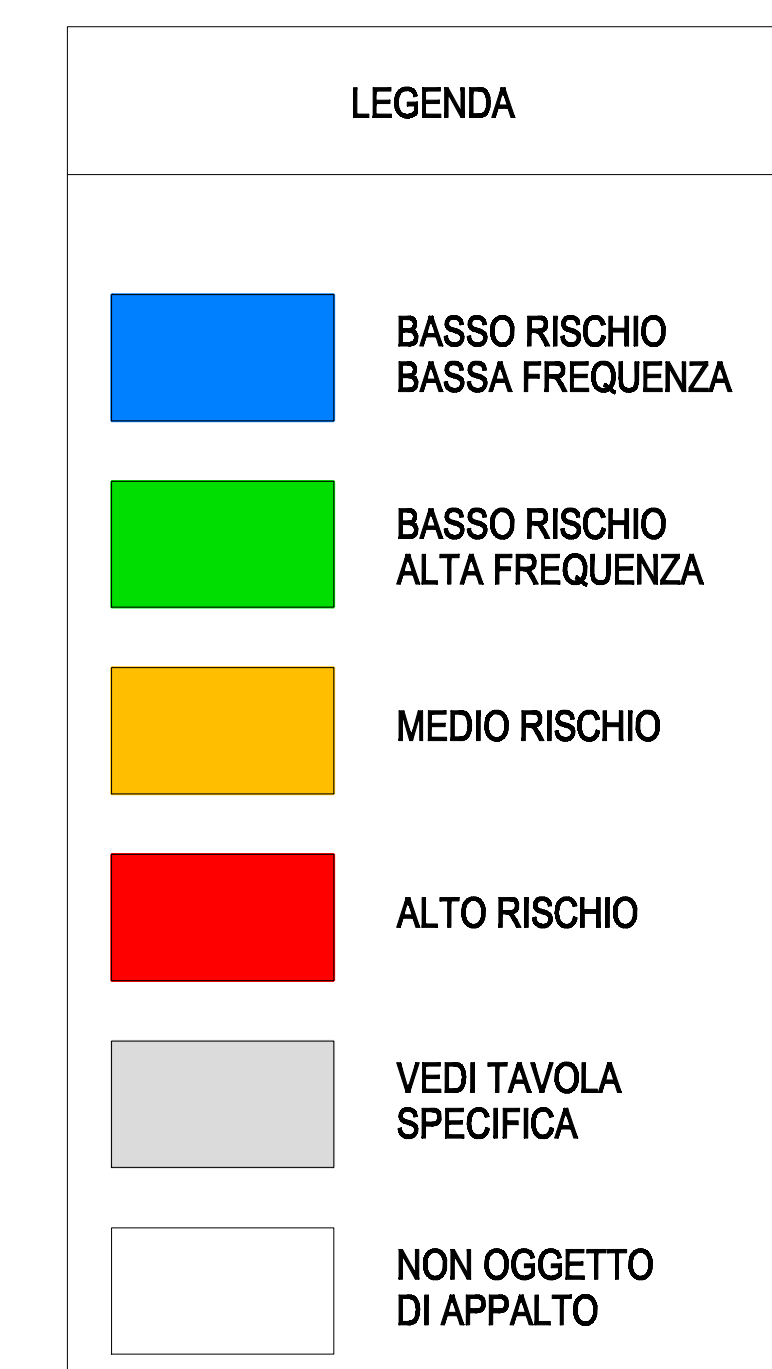 LEGENDA
BASSO RISCHIO
BASSA FREQUENZA
BASSO RISCHIO
ALTA FREQUENZA
MEDIO RISCHIO
ALTO RISCHIO
VEDI TAVOLA
SPECIFICA
NON OGGETTO
DI APPALTO